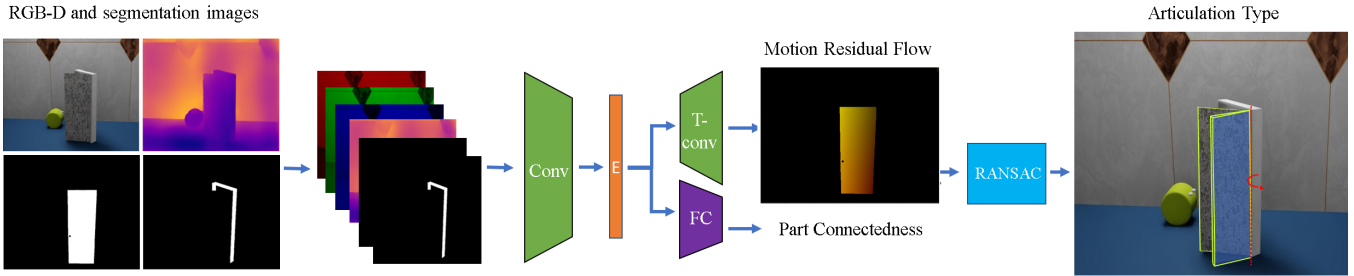 RGB-D and segmentation images
Articulation Type
Motion Residual Flow
Conv
E
T-
conv
FC
RANSAC
Part Connectedness